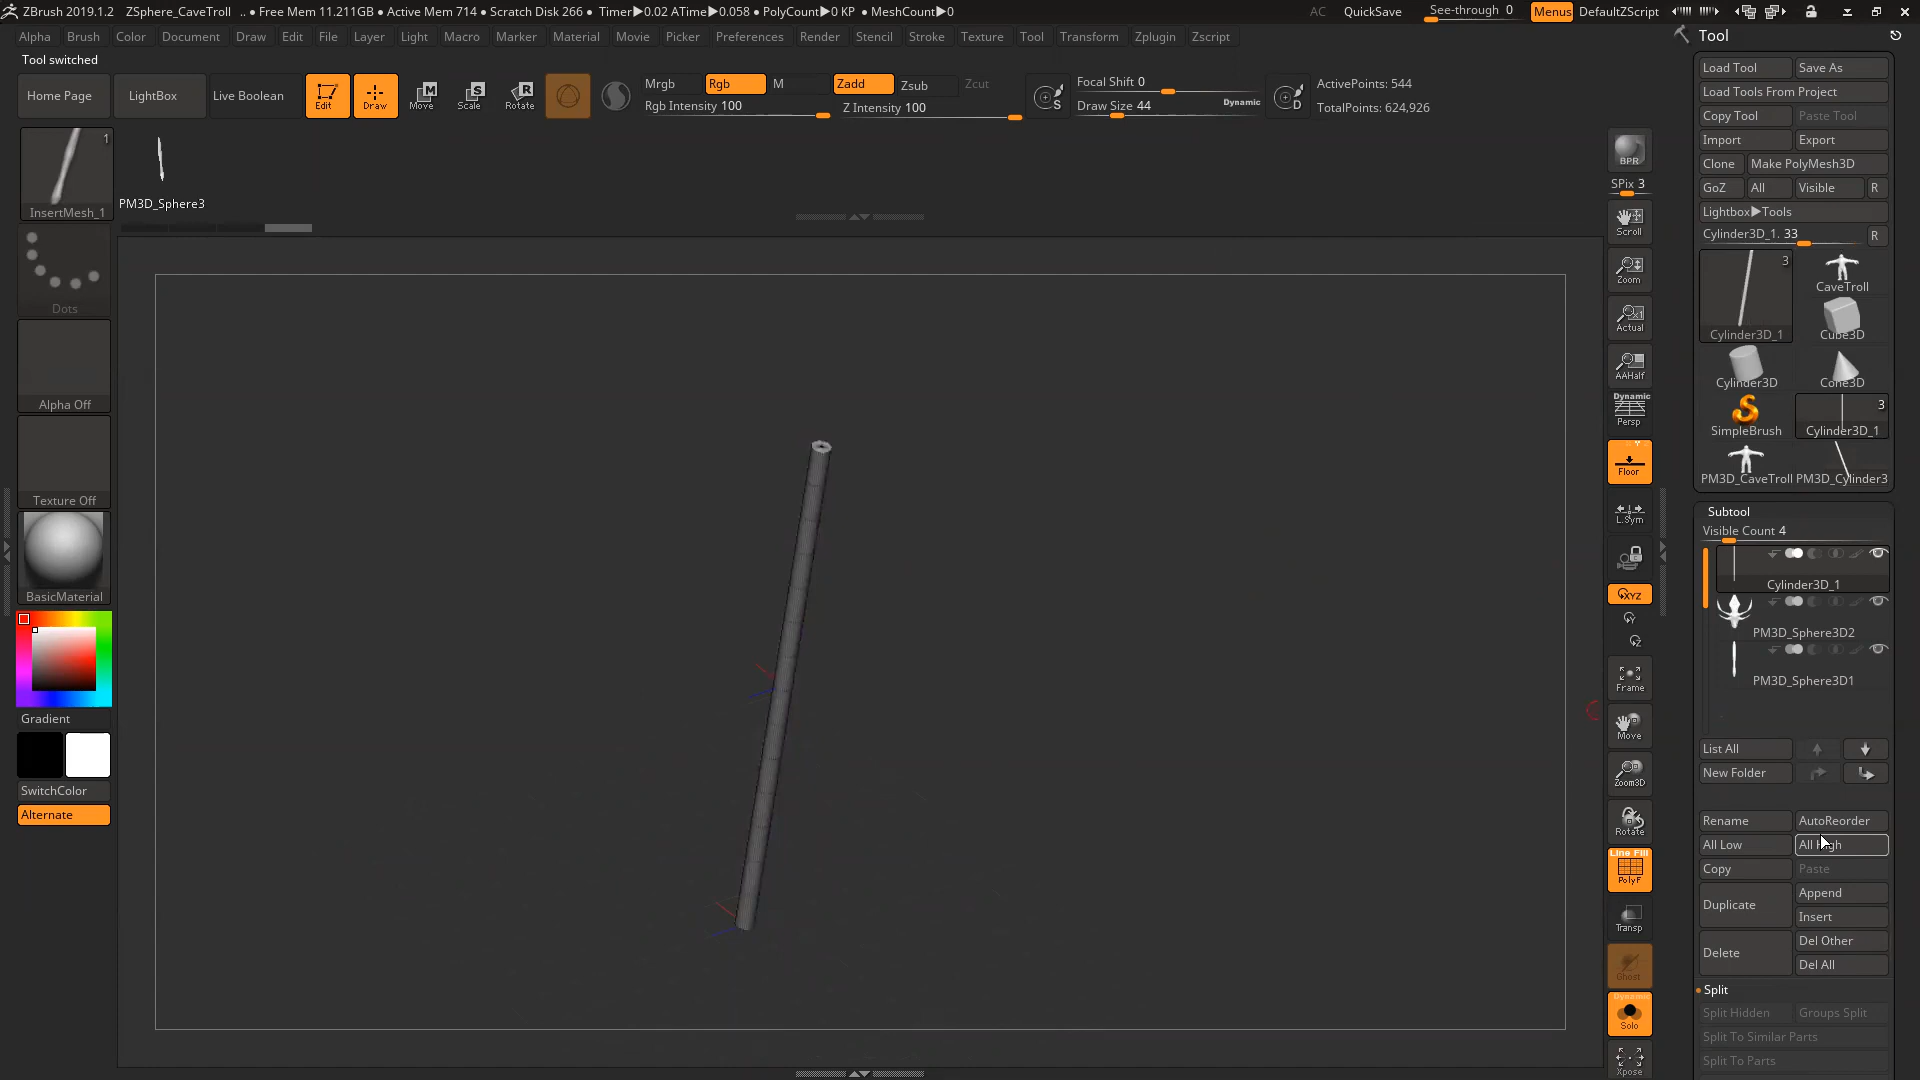 ZBrush 2019.1.2 ZSphere_CaveTroll .. • Free Mem 11.211GB • Active Mem 714 • Scratch Disk 266 • Timer▶0.02 ATime▶0.058 • PolyCount▶0 KP • MeshCount▶0 AC QuickSave See-through 0 Menus DefaultZScript
Alpha Brush Color Document Draw Edit File Layer Light Macro Marker Material Movie Picker Preferences Render Stencil Stroke Texture Tool Transform Zplugin Zscript
Tool switched
Home Page LightBox Live Boolean Edit Draw Move Scale Rotate
Mrgb Rgb M Zadd Zsub Zcut
Rgb Intensity 100 Z Intensity 100
Focal Shift 0
Draw Size 44 Dynamic
ActivePoints: 544
TotalPoints: 624,926
1
InsertMesh_1
PM3D_Sphere3
Dots
Alpha Off
Texture Off
BasicMaterial
Gradient
SwitchColor
Alternate
BPR
SPix 3
Scroll
Zoom
Actual
AAHalf
Dynamic
Persp
Floor
L.Sym
XYZ
Frame
Move
Zoom3D
Rotate
Line Fill
PolyF
Transp
Ghost
Dynamic
Solo
Xpose
Tool
Load Tool Save As
Load Tools From Project
Copy Tool Paste Tool
Import Export
Clone Make PolyMesh3D
GoZ All Visible R
Lightbox▶Tools
Cylinder3D_1. 33 R
3
CaveTroll
Cylinder3D_1 Cube3D
Cylinder3D Cone3D
3
SimpleBrush Cylinder3D_1
PM3D_CaveTroll PM3D_Cylinder3
Subtool
Visible Count 4
Cylinder3D_1
PM3D_Sphere3D2
PM3D_Sphere3D1
List All
New Folder
Rename AutoReorder
All Low All High
Copy Paste
Duplicate Append
Insert
Delete Del Other
Del All
Split
Split Hidden Groups Split
Split To Similar Parts
Split To Parts